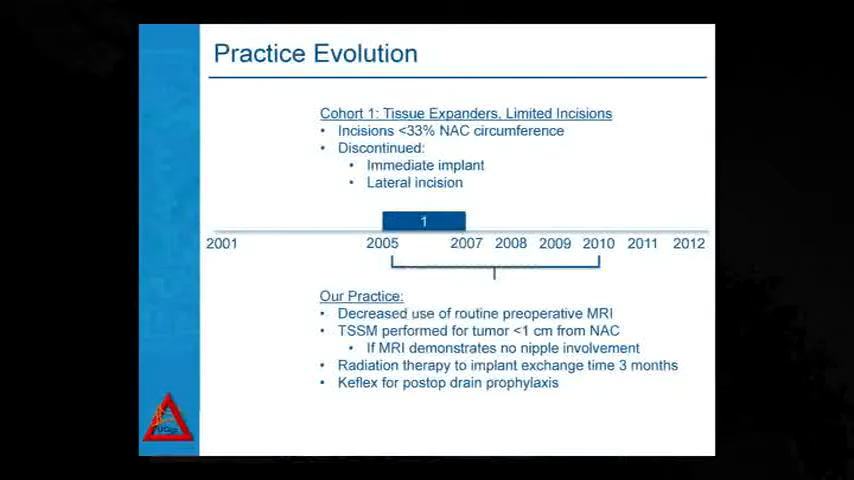 Practice Evolution
Cohort 1: Tissue Expanders, Limited Incisions
• Incisions <33% NAC circumference
• Discontinued:
• Immediate implant
• Lateral incision
1
2001 2005 2007 2008 2009 2010 2011 2012
Our Practice:
• Decreased use of routine preoperative MRI
• TSSM performed for tumor <1 cm from NAC
• If MRI demonstrates no nipple involvement
• Radiation therapy to implant exchange time 3 months
• Keflex for postop drain prophylaxis